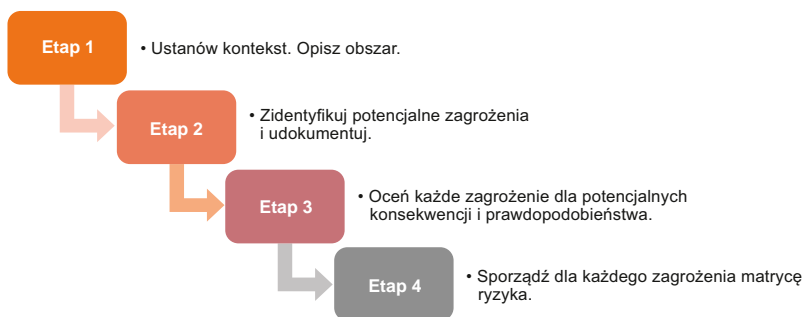 Etap 1
• Ustanów kontekst. Opisz obszar.
Etap 2
• Zidentyfikuj potencjalne zagrożenia
i udokumentuj.
Etap 3
• Oceń każde zagrożenie dla potencjalnych
konsekwencji i prawdopodobieństwa.
Etap 4
• Sporządź dla każdego zagrożenia matrycę
ryzyka.